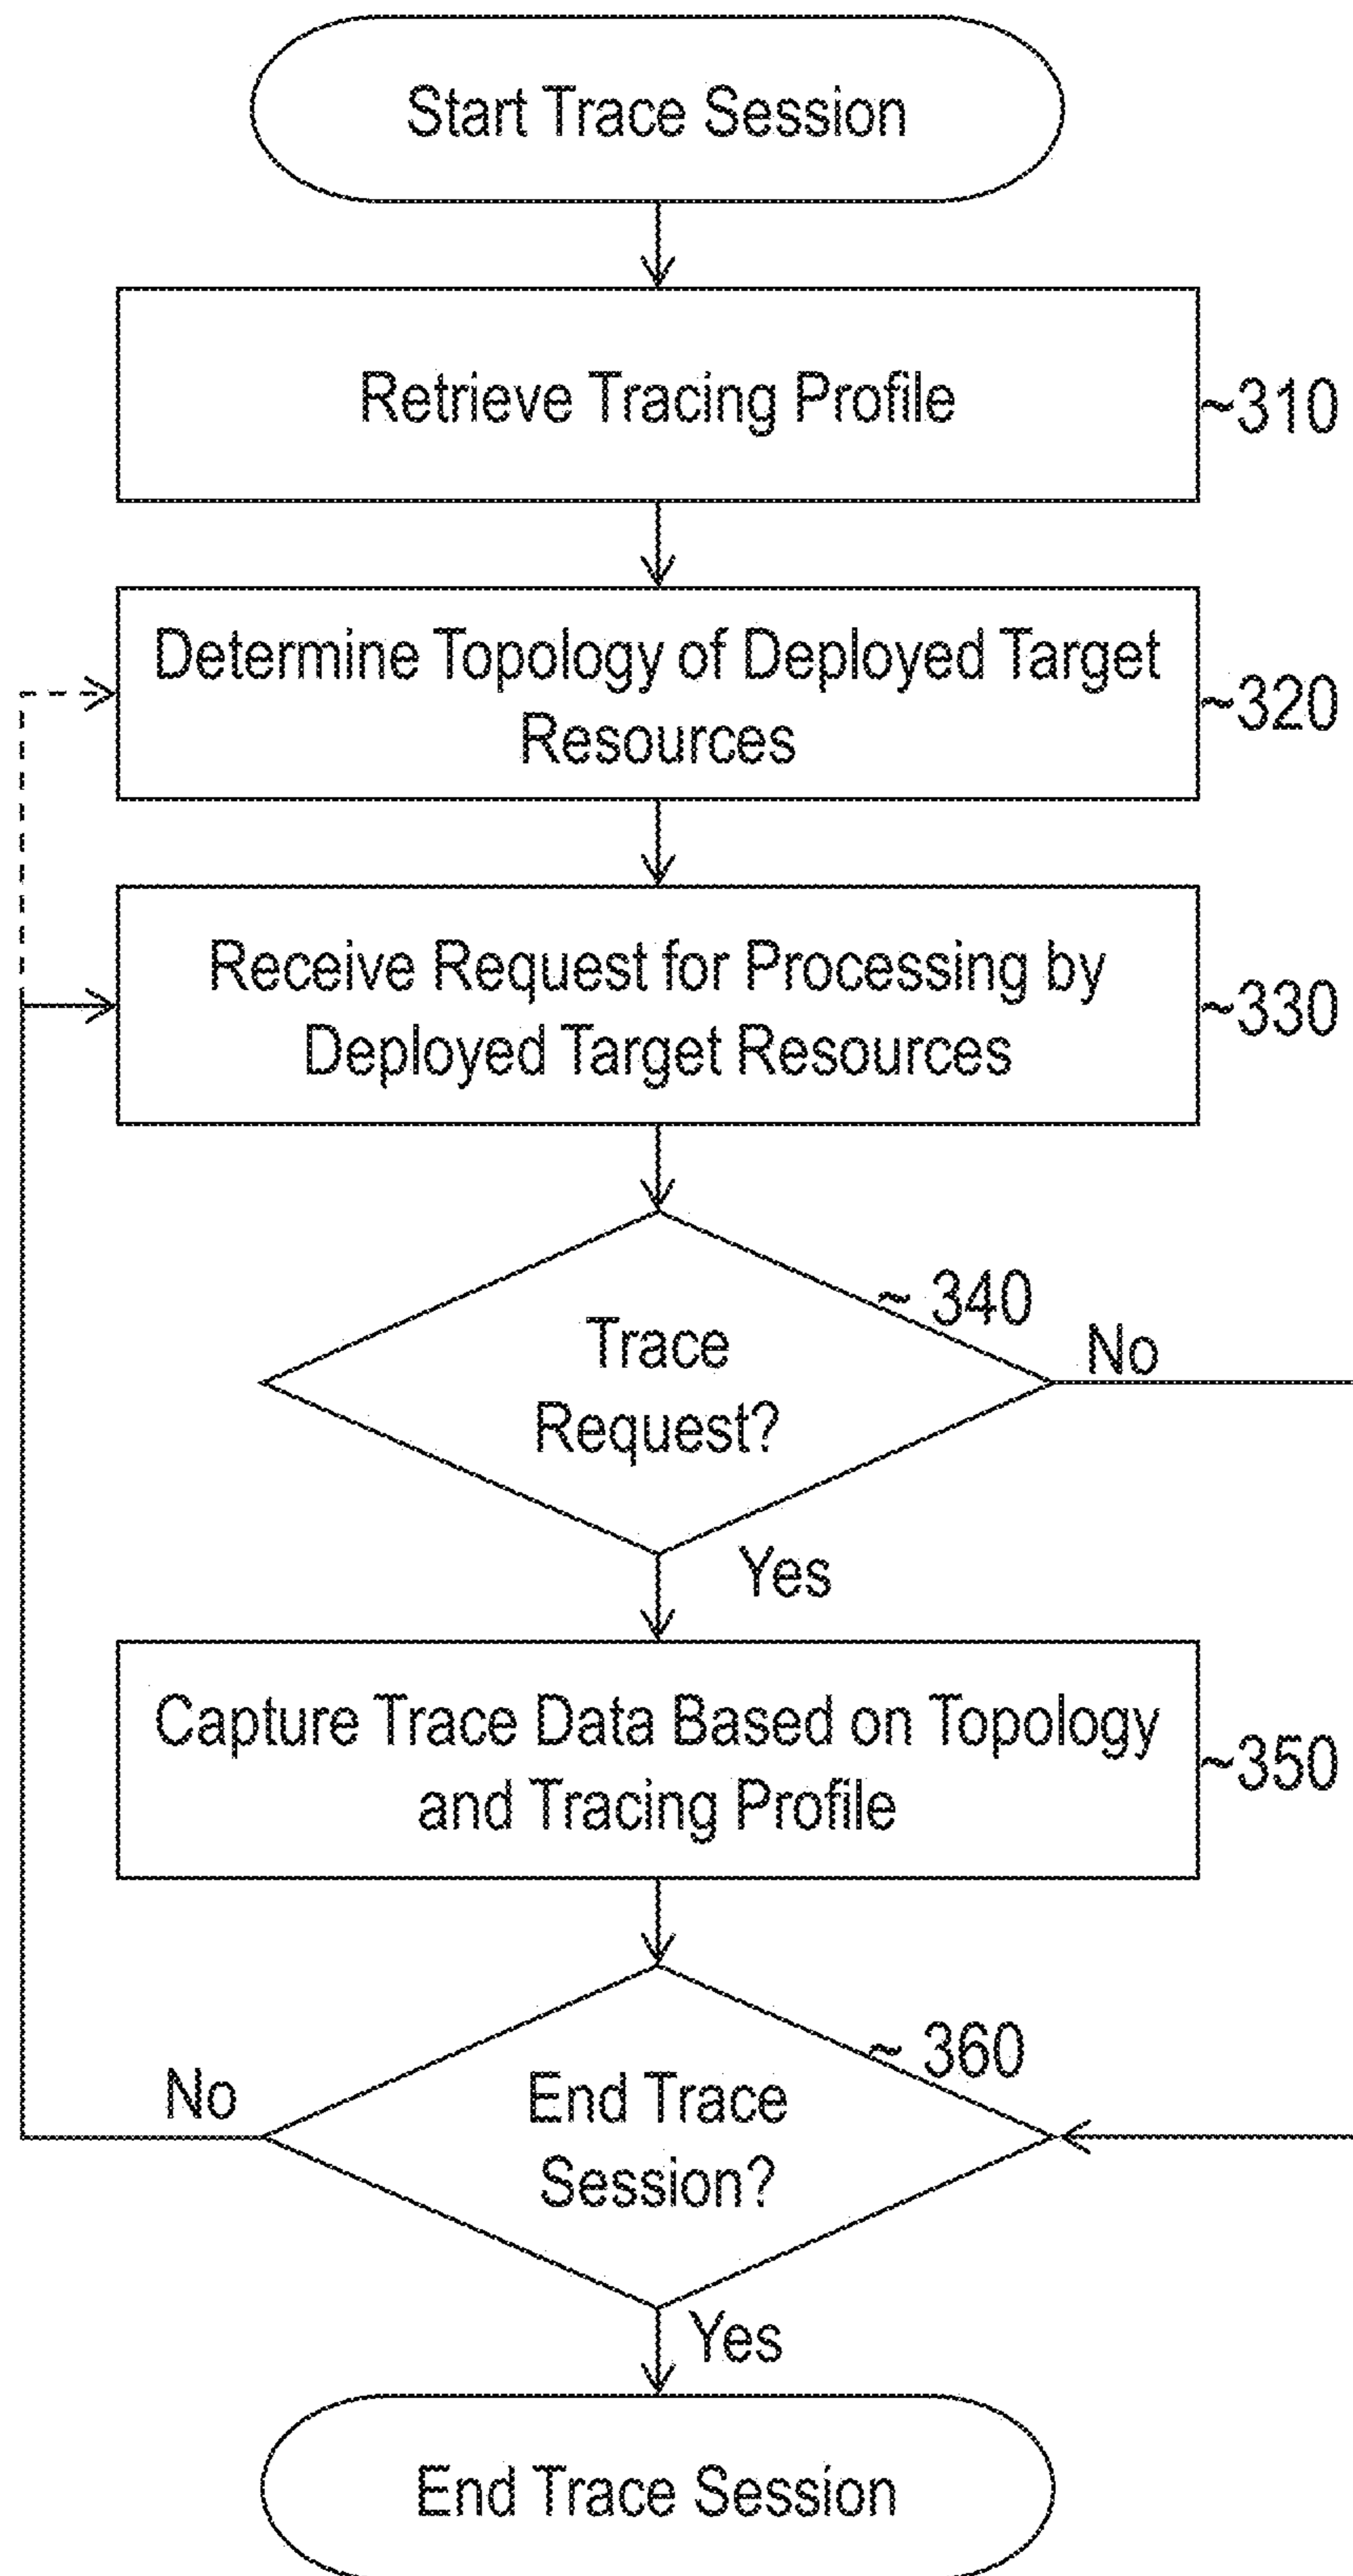 Start Trace Session
Retrieve Tracing Profile
~310
Determine Topology of Deployed Target
Resources
~320
Receive Request for Processing by
Deployed Target Resources
~330
~ 340
Trace
Request?
No
Yes
Capture Trace Data Based on Topology
and Tracing Profile
~350
~ 360
End Trace
Session?
No
Yes
End Trace Session